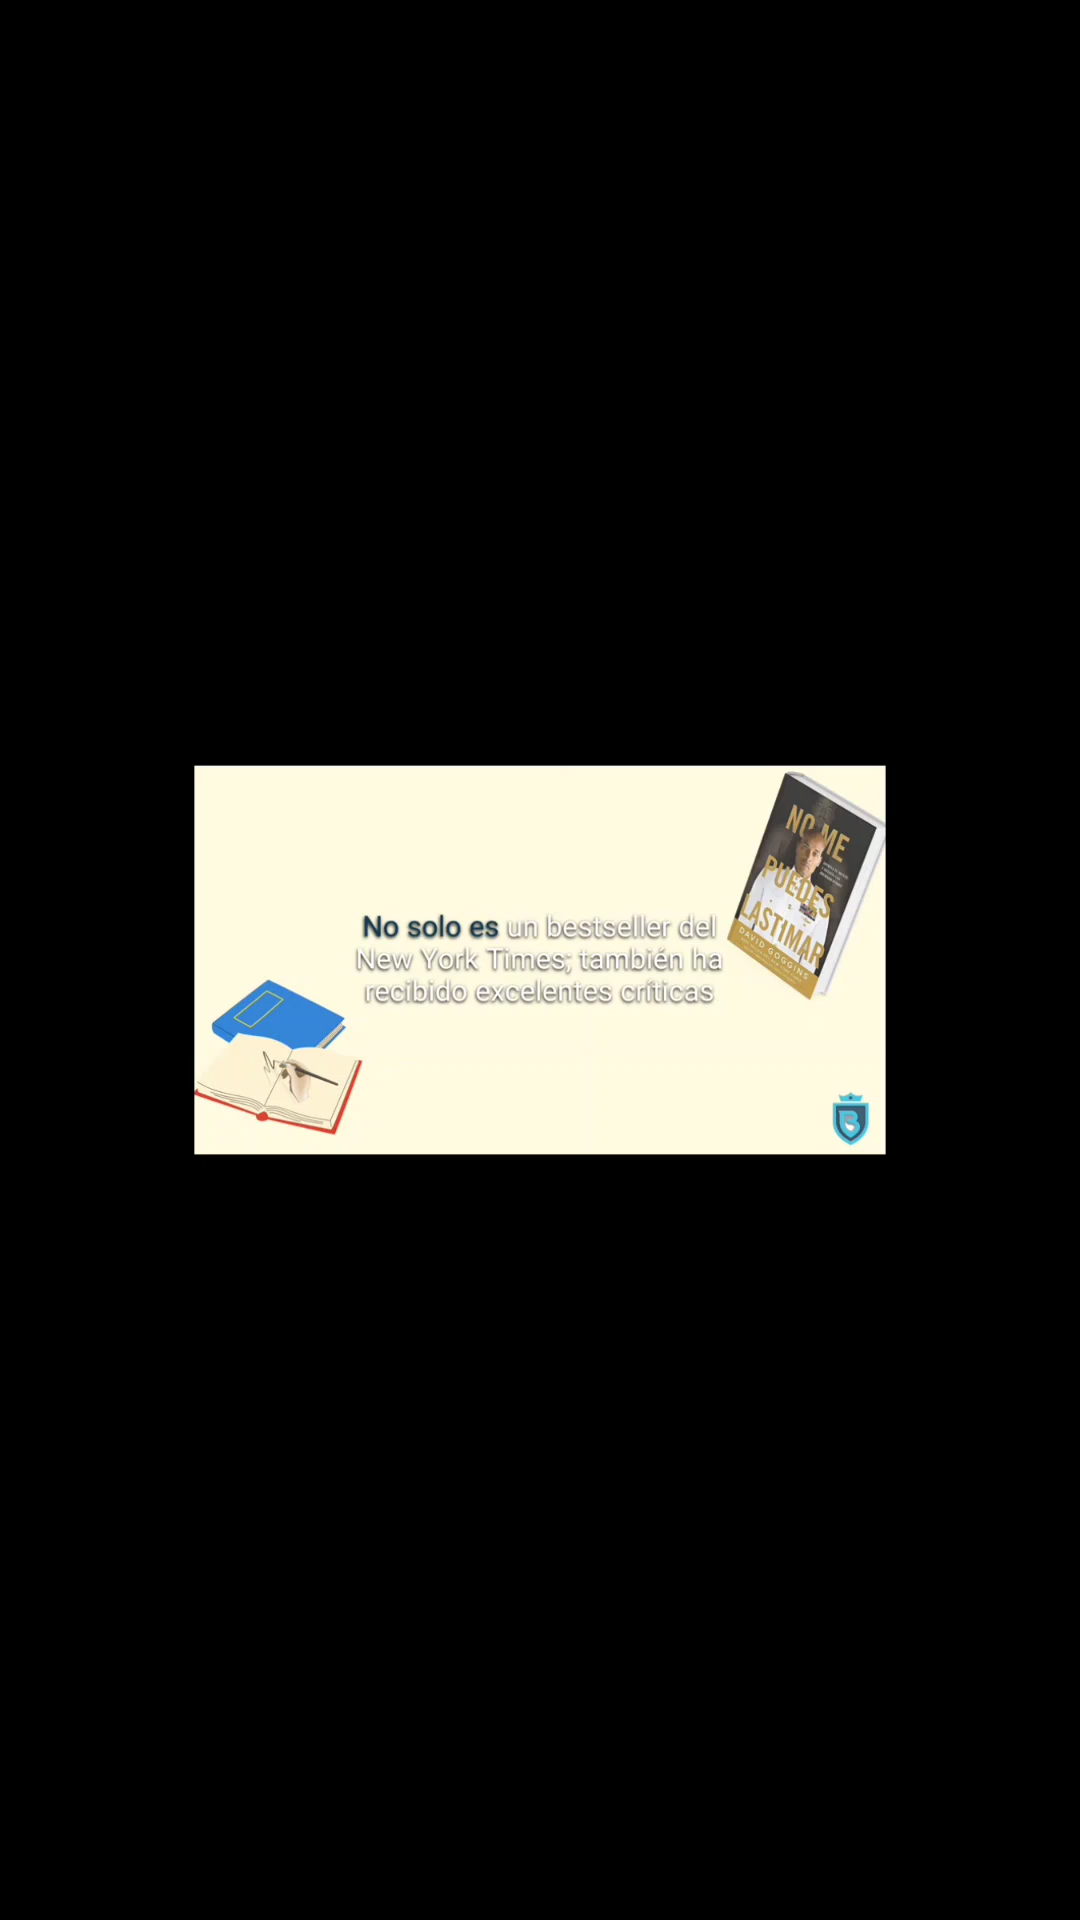 No solo es un bestseller del
New York Times; también ha
recibido excelentes críticas
NO ME
PUEDES
LASTIMAR
DAVID GOGGINS
B